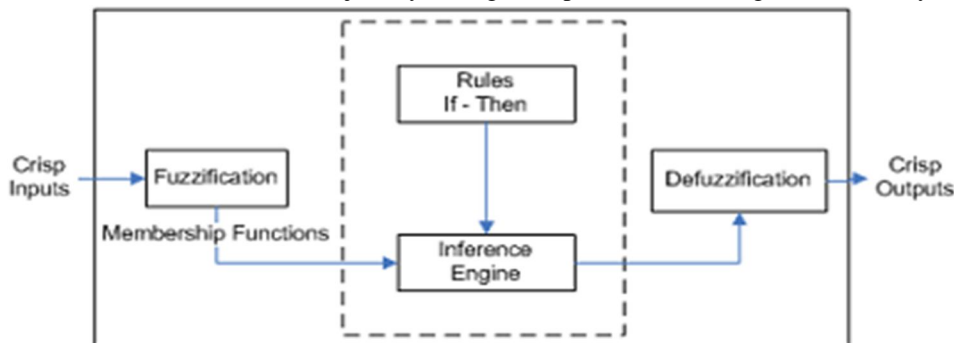 Rules
If - Then
Crisp
Inputs
Fuzzification
Defuzzification
Crisp
Outputs
Membership Functions
Inference
Engine